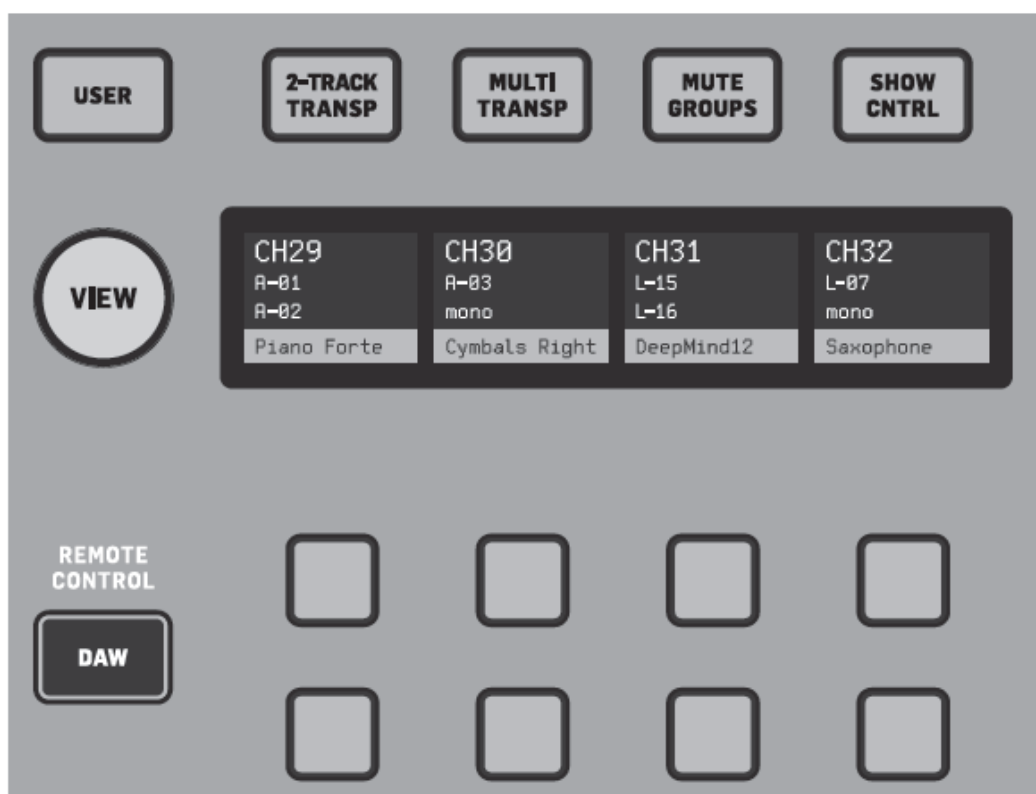 USER
2-TRACK
TRANSP
MULTI
TRANSP
MUTE
GROUPS
SHOW
CNTRL
VIEW
CH29
A-01
A-02
Piano Forte
CH30
A-03
mono
Cymbals Right
CH31
L-15
L-16
DeepMind12
CH32
L-07
mono
Saxophone
REMOTE
CONTROL
DAW